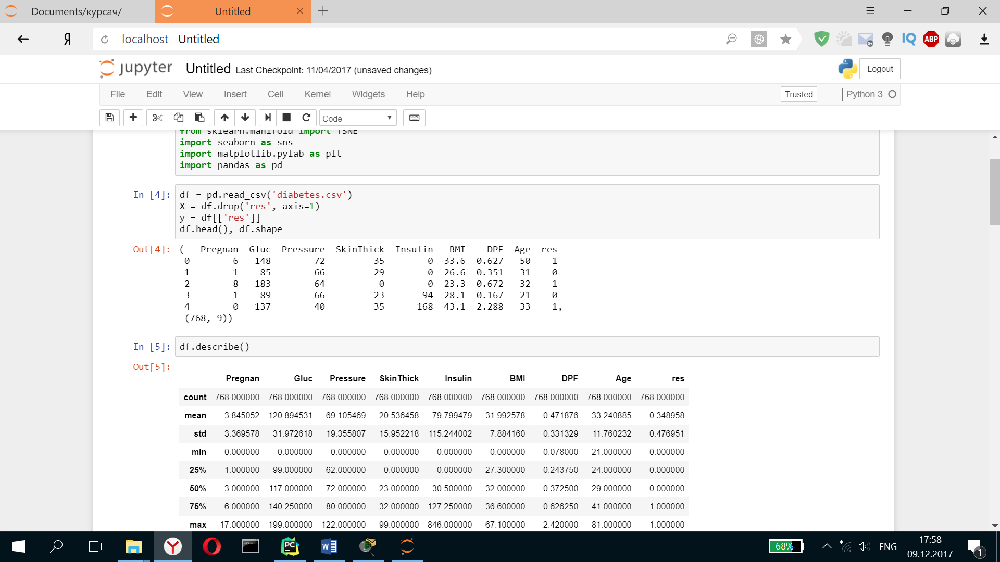 Documents/курсач/
Untitled
Я
localhost Untitled
IQ
ABP
jupyter Untitled Last Checkpoint: 11/04/2017 (unsaved changes)
Logout
File Edit View Insert Cell Kernel Widgets Help
Trusted
Python 3
Code
from sklearn.manifold import TSNE
import seaborn as sns
import matplotlib.pylab as plt
import pandas as pd
In [4]: df = pd.read_csv('diabetes.csv')
X = df.drop('res', axis=1)
y = df[['res']]
df.head(), df.shape
Out[4]: ( Pregnan Gluc Pressure SkinThick Insulin BMI DPF Age res
0 6 148 72 35 0 33.6 0.627 50 1
1 1 85 66 29 0 26.6 0.351 31 0
2 8 183 64 0 0 23.3 0.672 32 1
3 1 89 66 23 94 28.1 0.167 21 0
4 0 137 40 35 168 43.1 2.288 33 1,
(768, 9))
In [5]: df.describe()
Out[5]:
Pregnan Gluc Pressure SkinThick Insulin BMI DPF Age res
count 768.000000 768.000000 768.000000 768.000000 768.000000 768.000000 768.000000 768.000000 768.000000
mean 3.845052 120.894531 69.105469 20.536458 79.799479 31.992578 0.471876 33.240885 0.348958
std 3.369578 31.972618 19.355807 15.952218 115.244002 7.884160 0.331329 11.760232 0.476951
min 0.000000 0.000000 0.000000 0.000000 0.000000 0.000000 0.078000 21.000000 0.000000
25% 1.000000 99.000000 62.000000 0.000000 0.000000 27.300000 0.243750 24.000000 0.000000
50% 3.000000 117.000000 72.000000 23.000000 30.500000 32.000000 0.372500 29.000000 0.000000
75% 6.000000 140.250000 80.000000 32.000000 127.250000 36.600000 0.626250 41.000000 1.000000
max 17.000000 199.000000 122.000000 99.000000 846.000000 67.100000 2.420000 81.000000 1.000000
PC
W
68%
ENG
17:58
09.12.2017
1